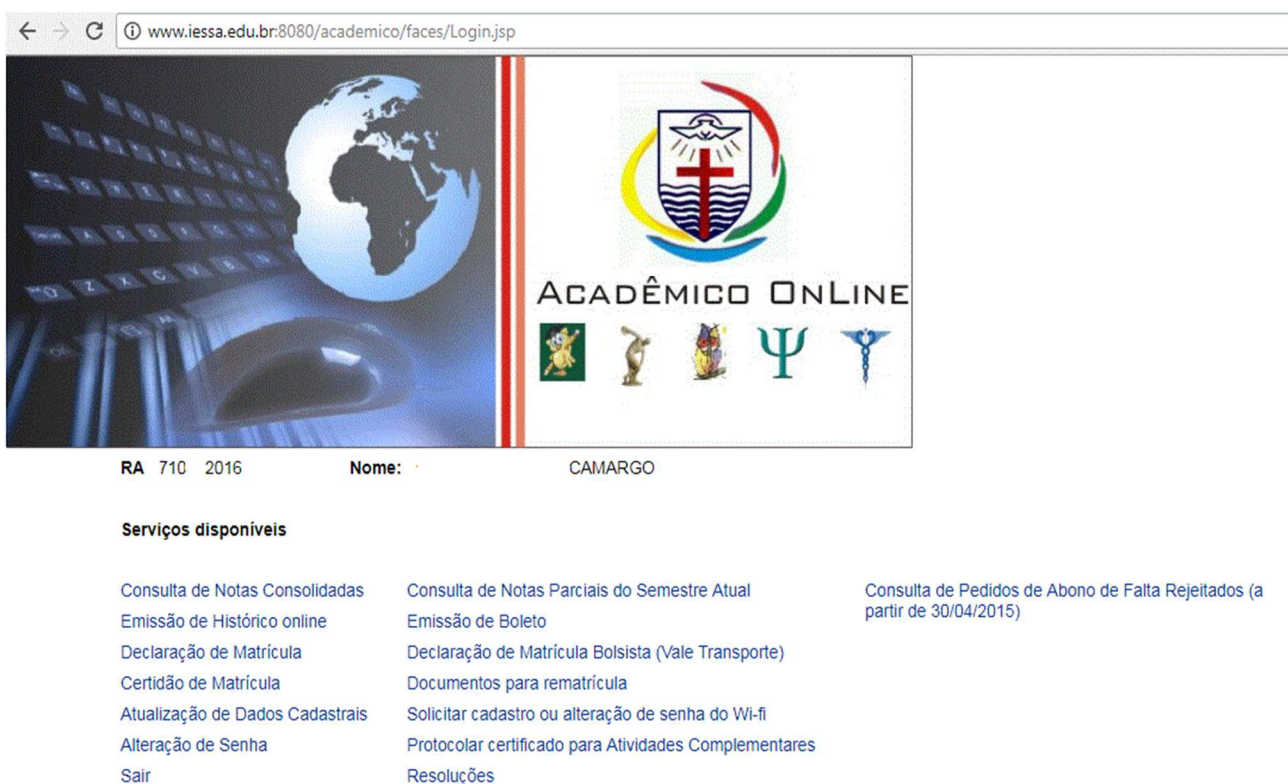 www.iessa.edu.br:8080/academico/faces/Login.jsp
ACADÊMICO ONLINE
RA 710 2016 Nome: CAMARGO
Serviços disponíveis
Consulta de Notas Consolidadas
Emissão de Histórico online
Declaração de Matrícula
Certidão de Matrícula
Atualização de Dados Cadastrais
Alteração de Senha
Sair
Consulta de Notas Parciais do Semestre Atual
Emissão de Boleto
Declaração de Matrícula Bolsista (Vale Transporte)
Documentos para rematrícula
Solicitar cadastro ou alteração de senha do Wi-fi
Protocolar certificado para Atividades Complementares
Resoluções
Consulta de Pedidos de Abono de Falta Rejeitados (a
partir de 30/04/2015)